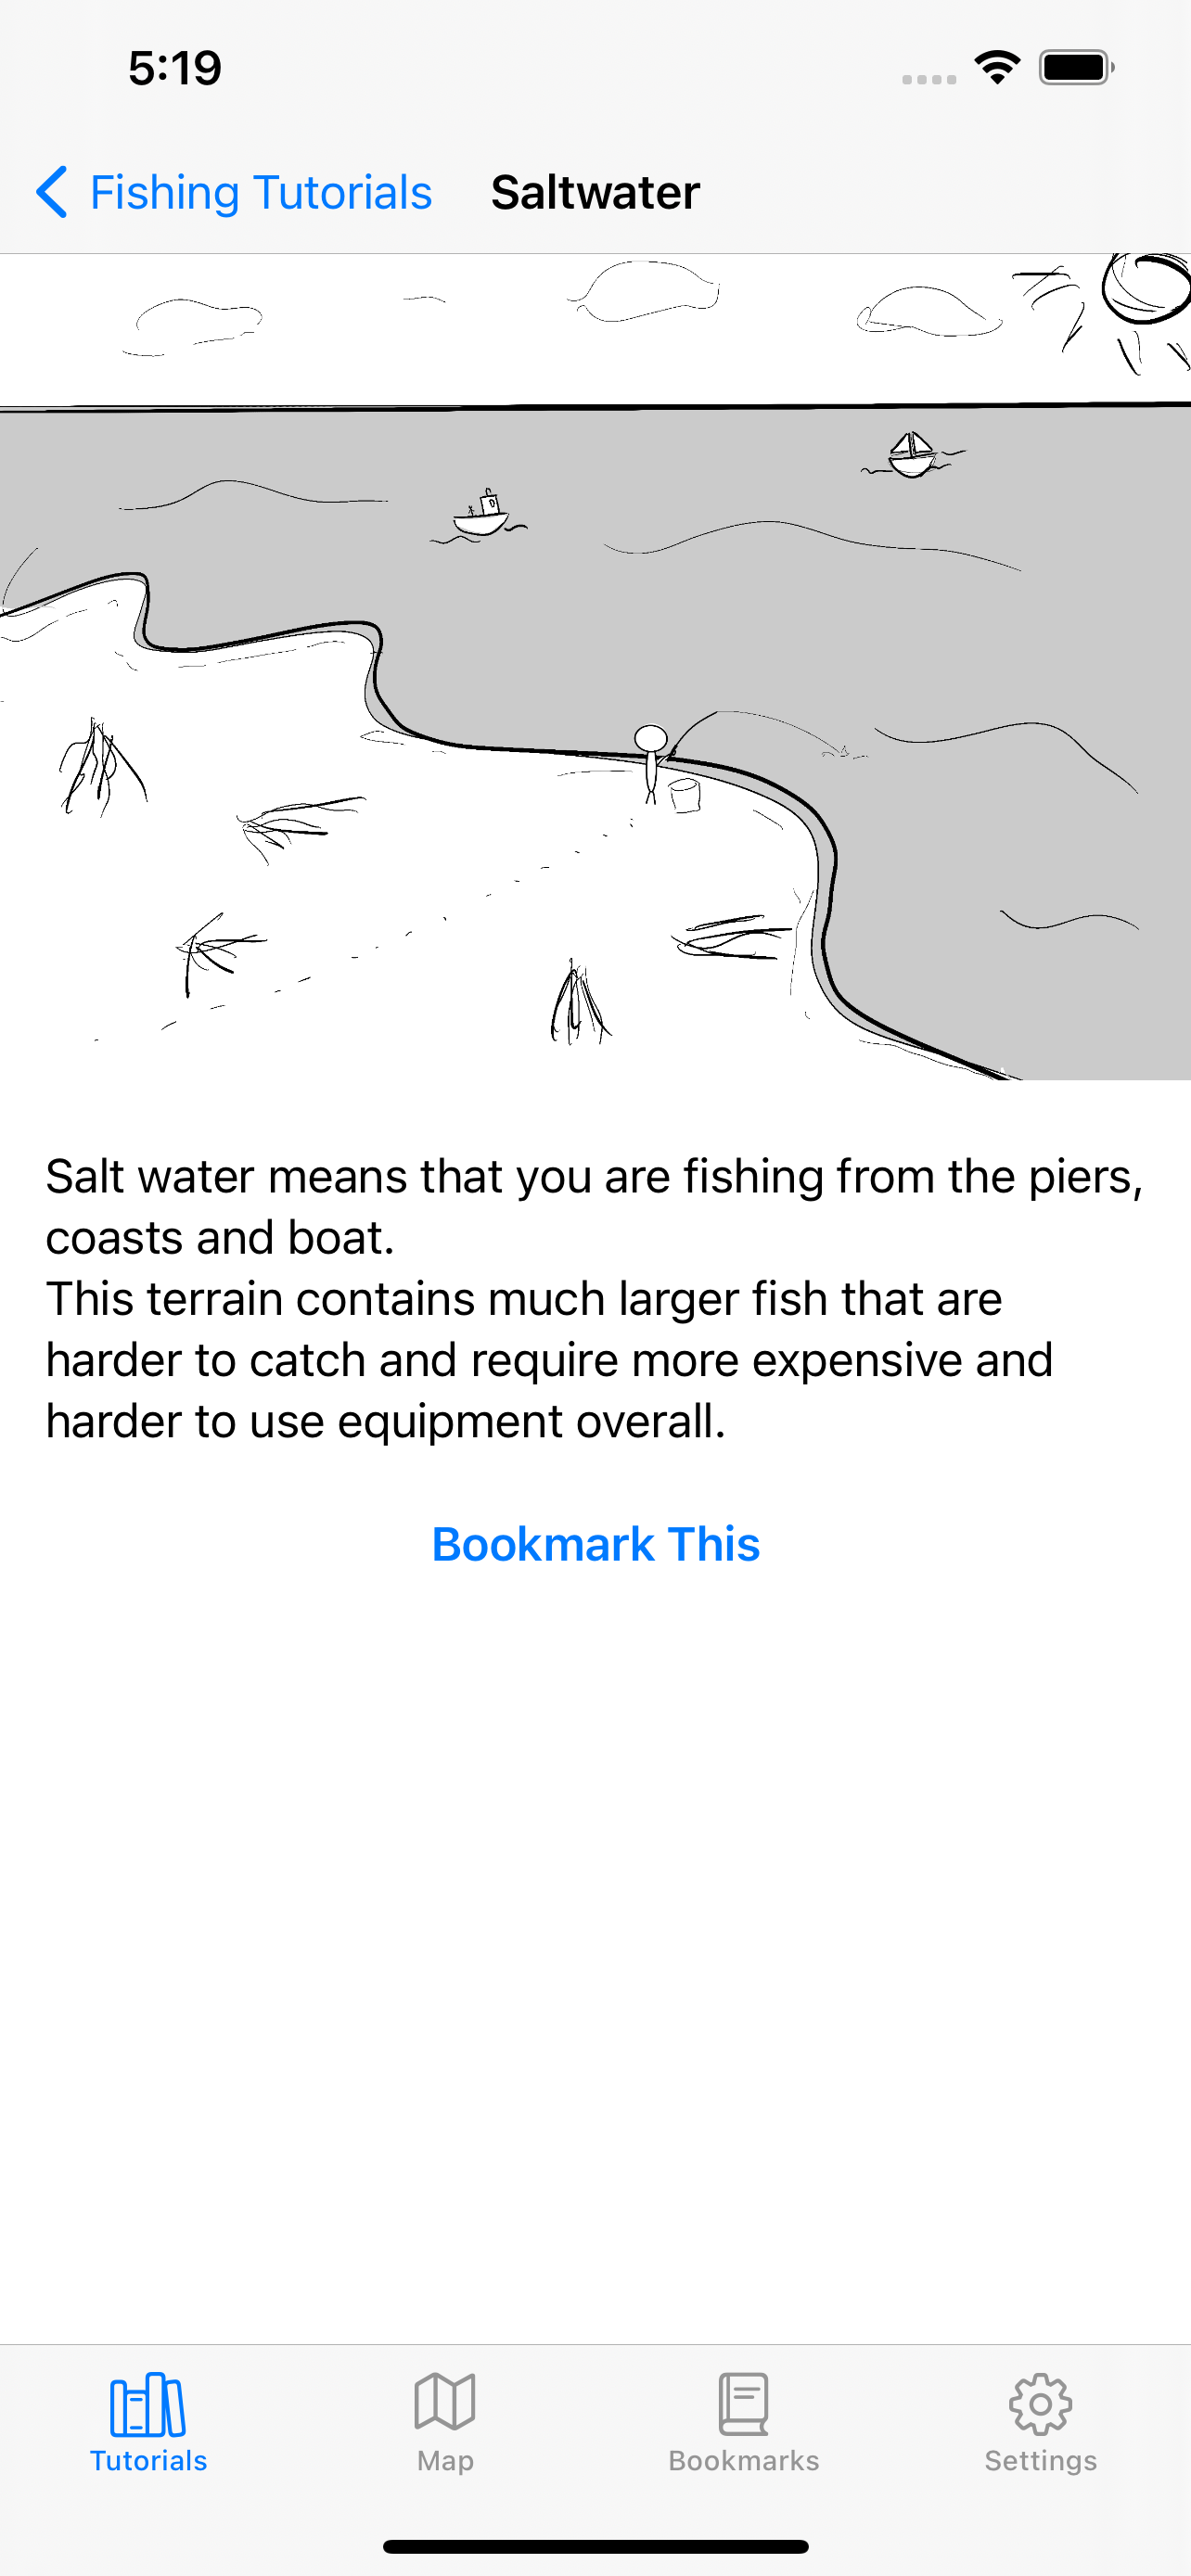 5:19
Fishing Tutorials
Saltwater
Salt water means that you are fishing from the piers,
coasts and boat.
This terrain contains much larger fish that are
harder to catch and require more expensive and
harder to use equipment overall.
Bookmark This
Tutorials
Map
Bookmarks
Settings